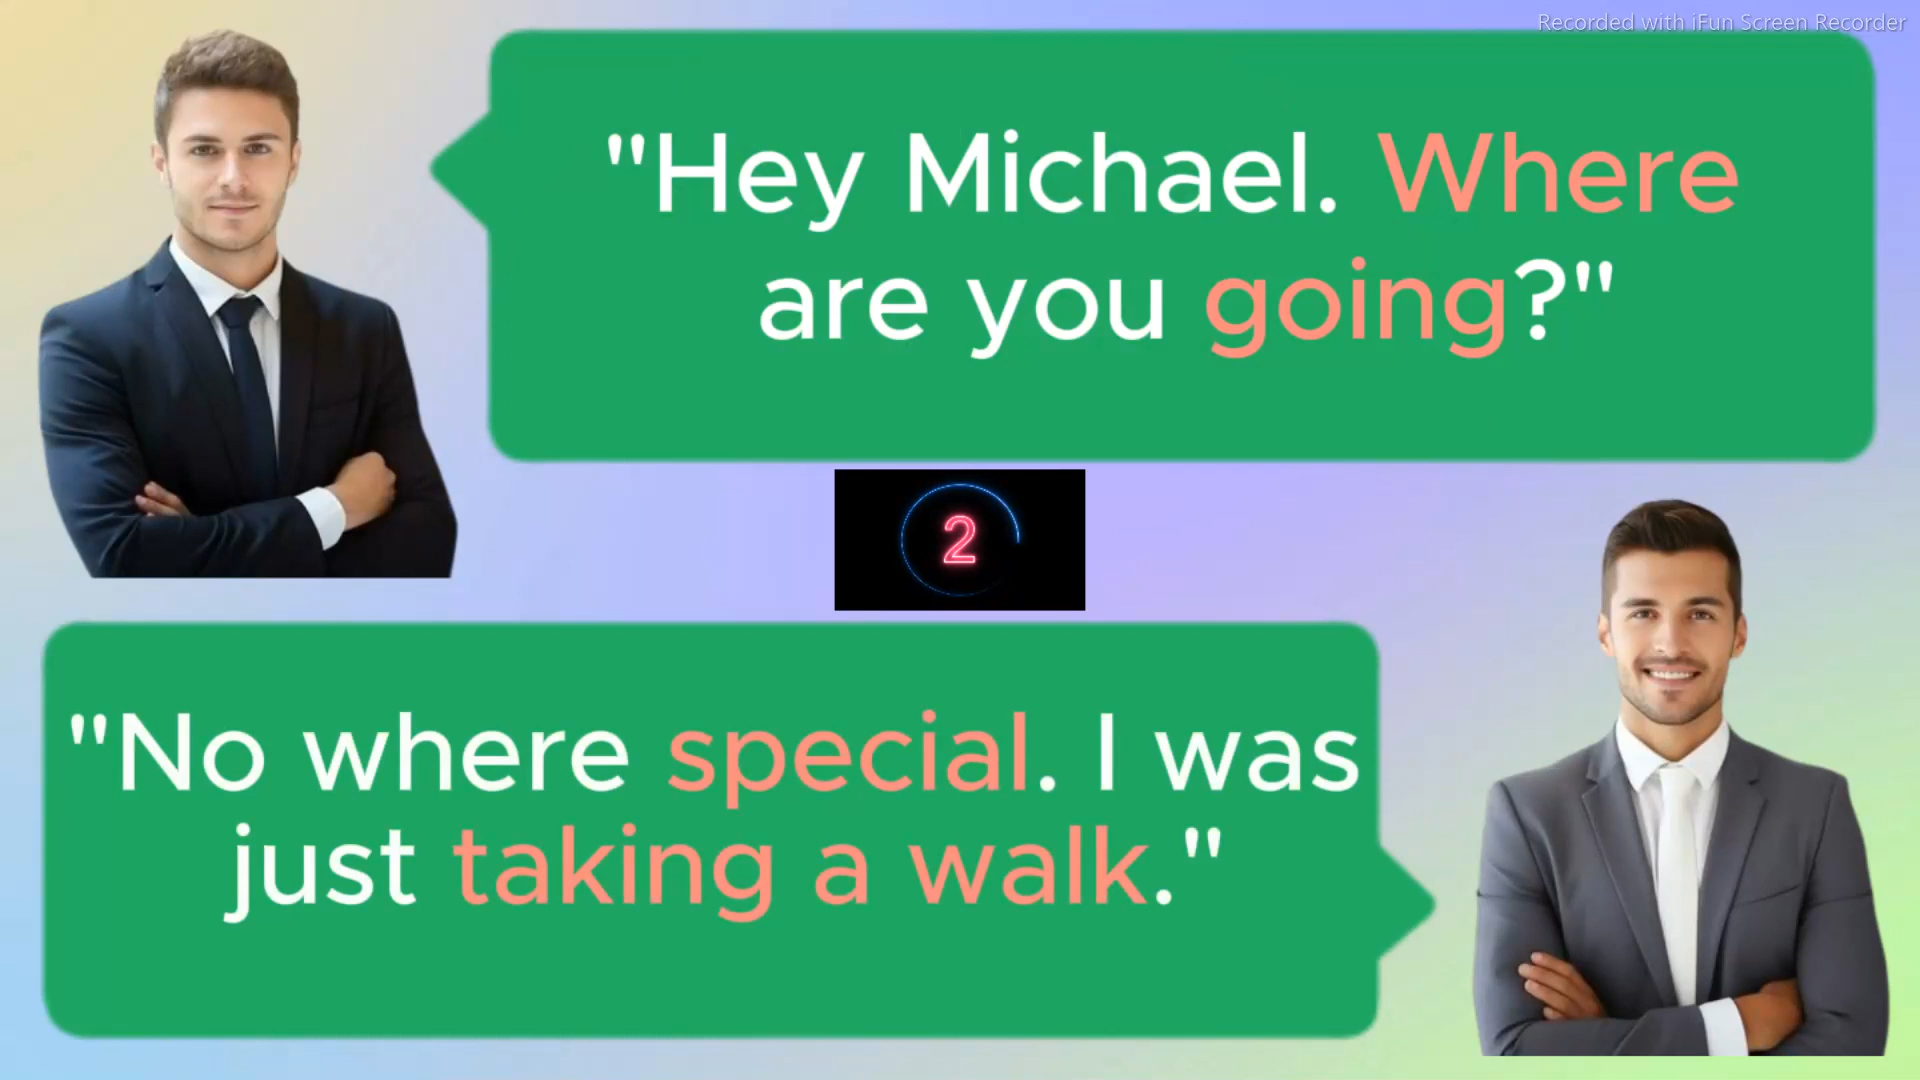 Recorded with iFun Screen Recorder
"Hey Michael. Where
are you going?"
2
"No where special. I was
just taking a walk."